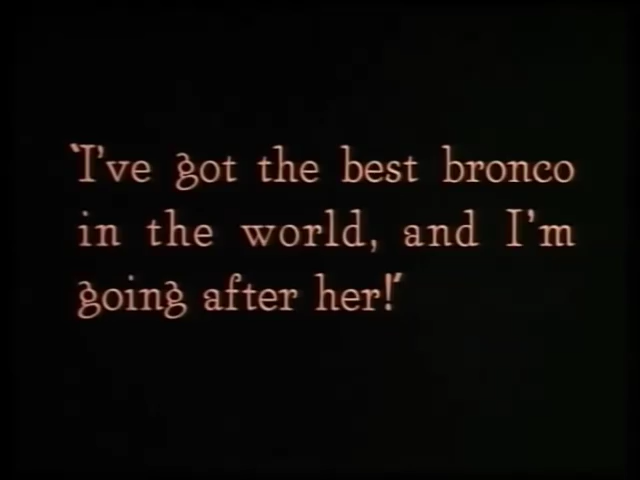 "I've got the best bronco
in the world, and I'm
going after her!"